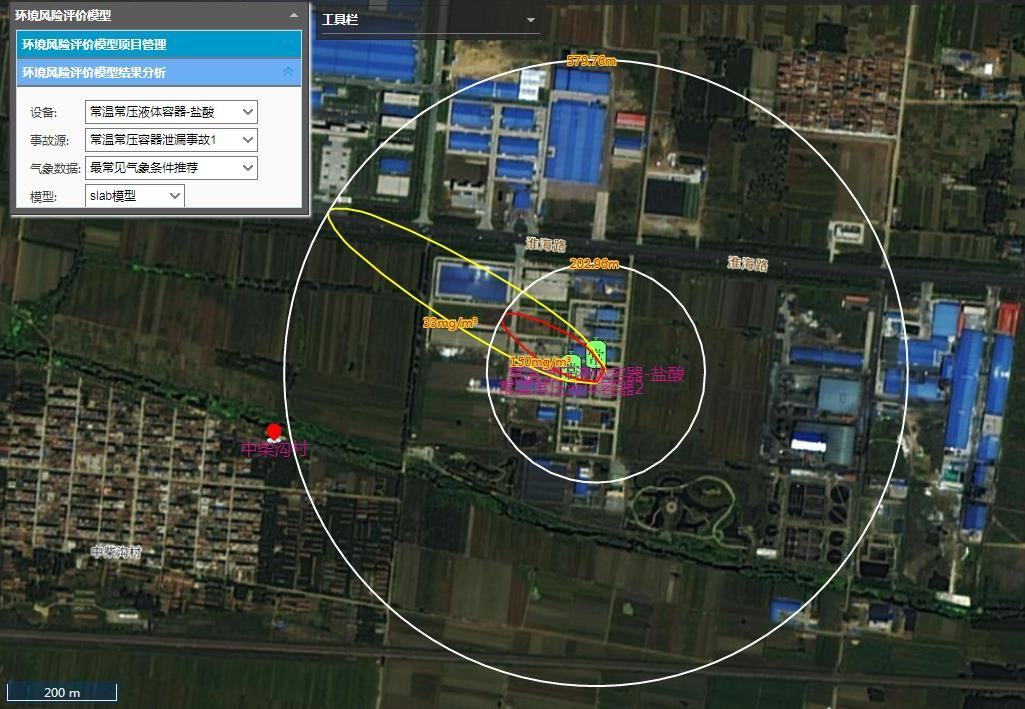 环境风险评价模型
工具栏
环境风险评价模型项目管理
环境风险评价模型结果分析
设备:
常温常压液体容器-盐酸
事故源:
常温常压容器泄漏事故1
气象数据:
最常见气象条件推荐
模型:
slab模型
579.76m
淮海路
淮海路
202.96m
33mg/m³
150mg/m³
容器-盐酸
容器2
中柴沟村
中柴沟村
200 m